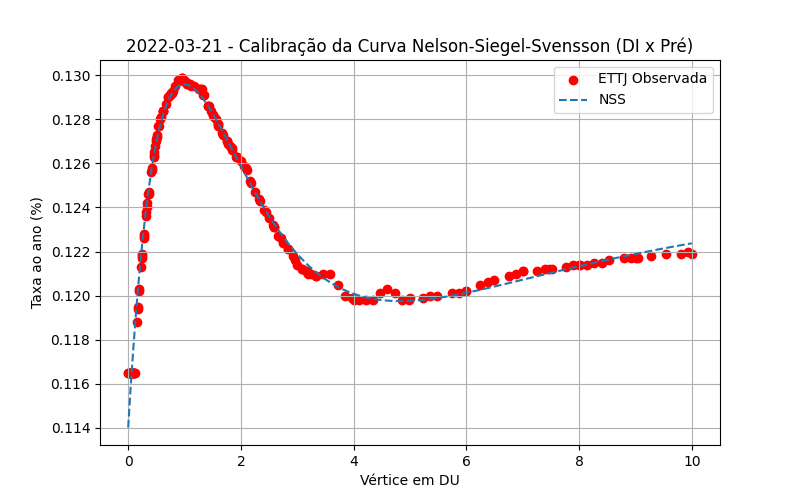 2022-03-21 - Calibração da Curva Nelson-Siegel-Svensson (DI x Pré)
ETTJ Observada
NSS
Taxa ao ano (%)
0.130
0.128
0.126
0.124
0.122
0.120
0.118
0.116
0.114
0 2 4 6 8 10
Vértice em DU